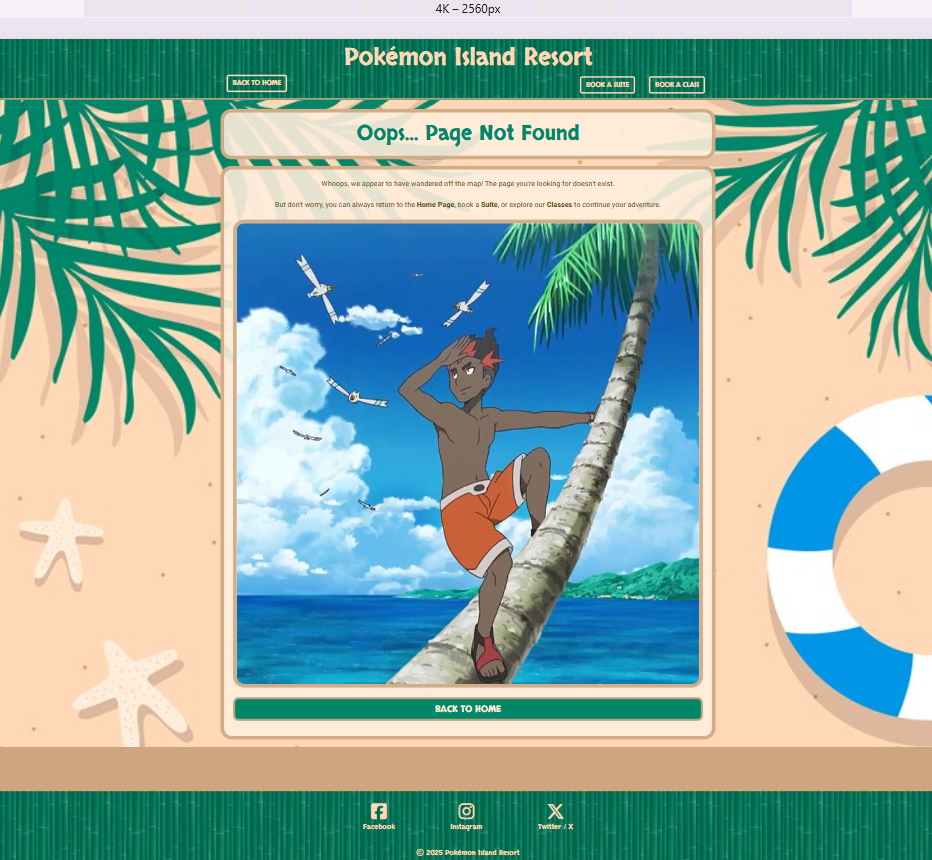 4K – 2560px
Pokémon Island Resort
BACK TO HOME
BOOK A SUITE
BOOK A CLASS
Oops... Page Not Found
Whoops, we appear to have wandered off the map! The page you're looking for doesn't exist.
But don't worry, you can always return to the Home Page, book a Suite, or explore our Classes to continue your adventure.
BACK TO HOME
Facebook
Instagram
Twitter / X
© 2025 Pokémon Island Resort